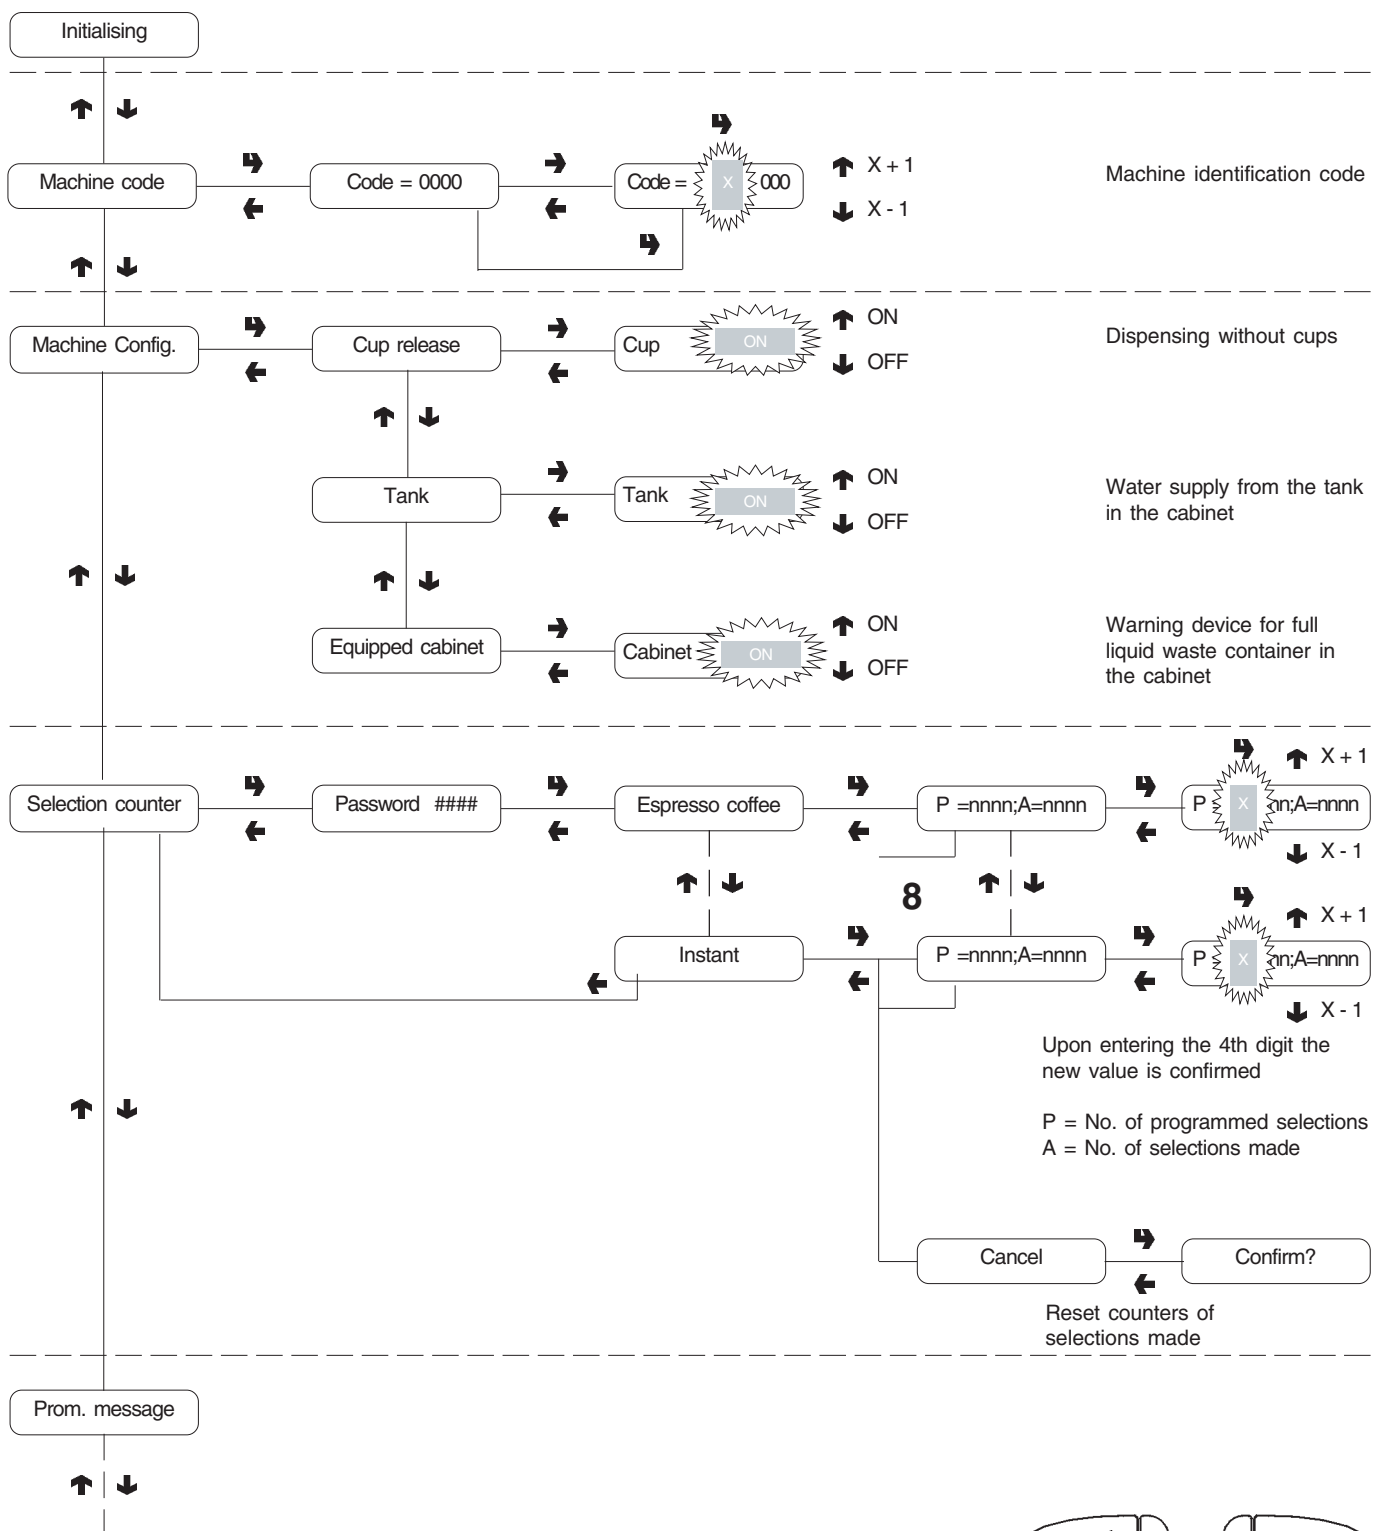 Initialising
Machine code
Code = 0000
Code = X 000
X + 1
X - 1
Machine identification code
Machine Config.
Cup release
Cup ON
ON
OFF
Dispensing without cups
Tank
Tank ON
ON
OFF
Water supply from the tank
in the cabinet
Equipped cabinet
Cabinet ON
ON
OFF
Warning device for full
liquid waste container in
the cabinet
Selection counter
Password ####
Espresso coffee
P =nnnn;A=nnnn
P = X nn;A=nnnn
X + 1
X - 1
8
Instant
P =nnnn;A=nnnn
P = X nn;A=nnnn
X + 1
X - 1
Upon entering the 4th digit the
new value is confirmed
P = No. of programmed selections
A = No. of selections made
Cancel
Confirm?
Reset counters of
selections made
Prom. message